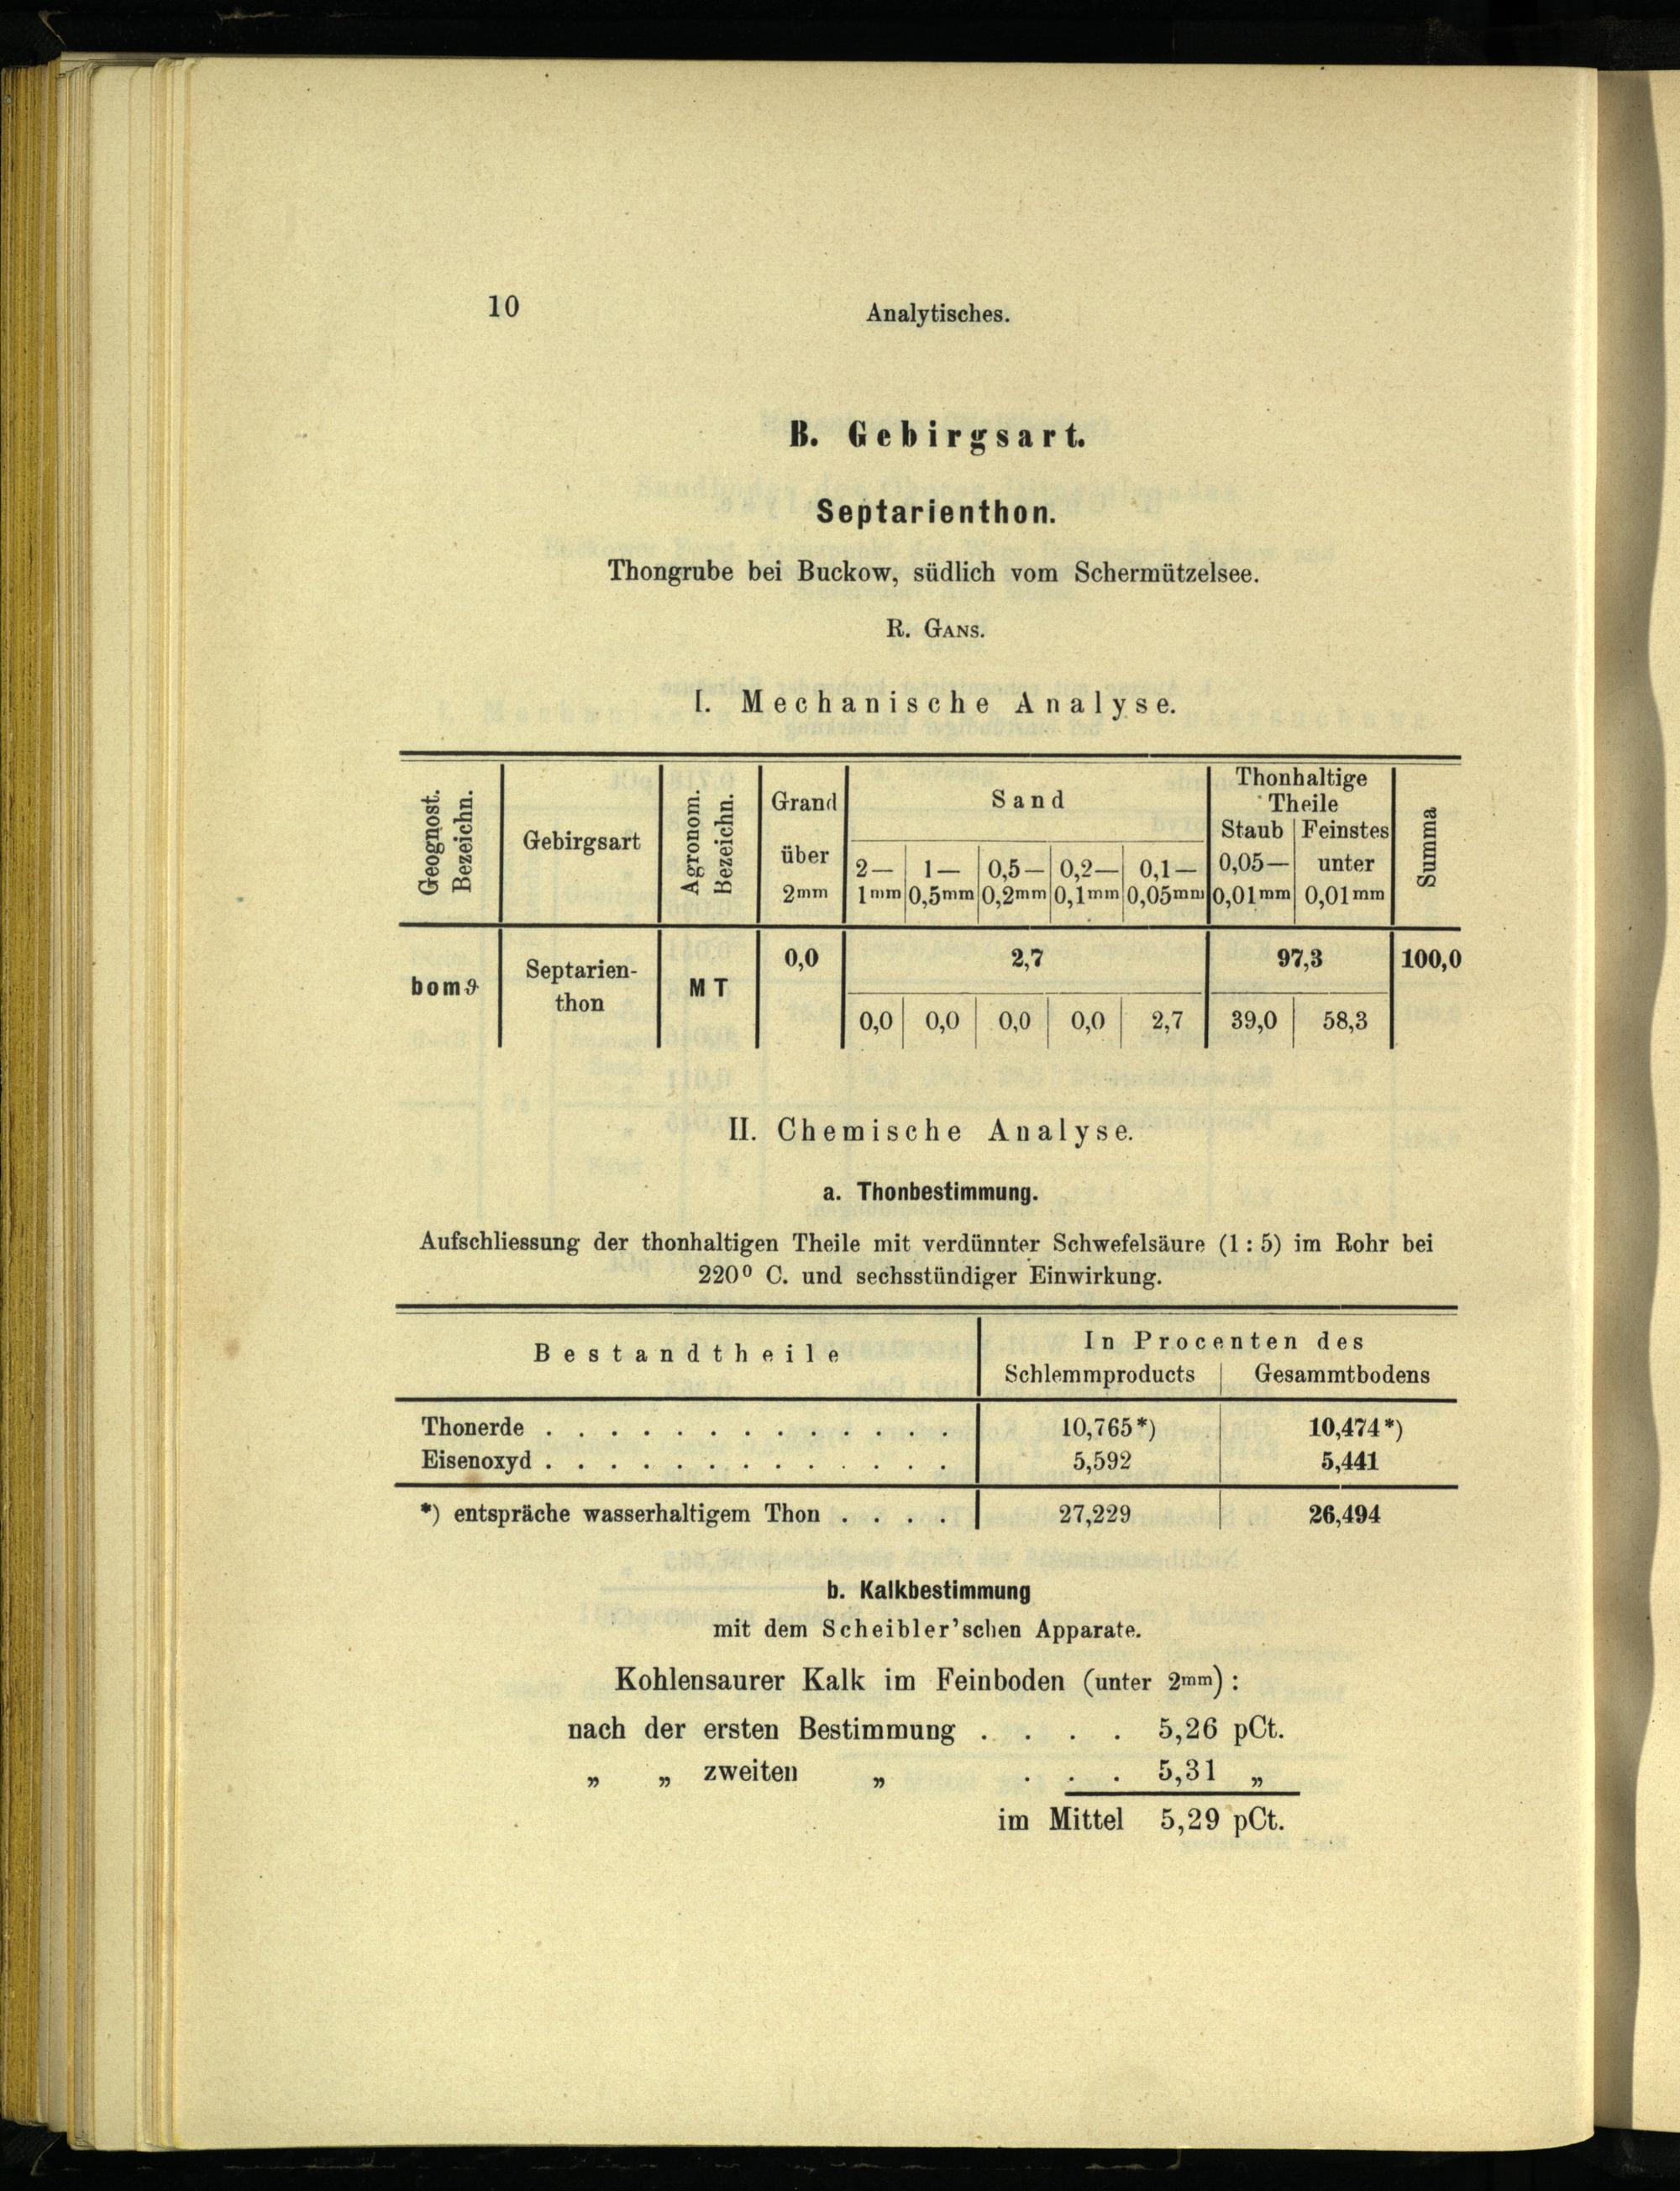 10
Analytisches.
B. Gebirgsart.
Septarienthon.
Thongrube bei Buckow, südlich vom Schermützelsee.
R. Gans.
I. Mechanische Analyse.
Geognost. Bezeichn.
Gebirgsart
Agronom. Bezeichn.
Grand über 2mm
Sand
2— 1mm | 1— 0,5mm | 0,5— 0,2mm | 0,2— 0,1mm | 0,1— 0,05mm
Thonhaltige Theile
Staub | Feinstes
0,05— 0,01mm | unter 0,01mm
Summa
bomϑ | Septarien-thon | MT | 0,0 | 2,7 | 97,3 | 100,0
0,0 | 0,0 | 0,0 | 0,0 | 2,7 | 39,0 | 58,3
II. Chemische Analyse.
a. Thonbestimmung.
Aufschliessung der thonhaltigen Theile mit verdünnter Schwefelsäure (1 : 5) im Rohr bei
220⁰ C. und sechsstündiger Einwirkung.
Bestandtheile
In Procenten des
Schlemmproducts | Gesammtbodens
Thonerde . . . . . . . . . . . . . 10,765*) 10,474*)
Eisenoxyd . . . . . . . . . . . . . 5,592 5,441
*) entspräche wasserhaltigem Thon . . . . 27,229 26,494
b. Kalkbestimmung
mit dem Scheibler'schen Apparate.
Kohlensaurer Kalk im Feinboden (unter 2mm) :
nach der ersten Bestimmung . . . . 5,26 pCt.
„ „ zweiten „ . . . 5,31 „
im Mittel 5,29 pCt.